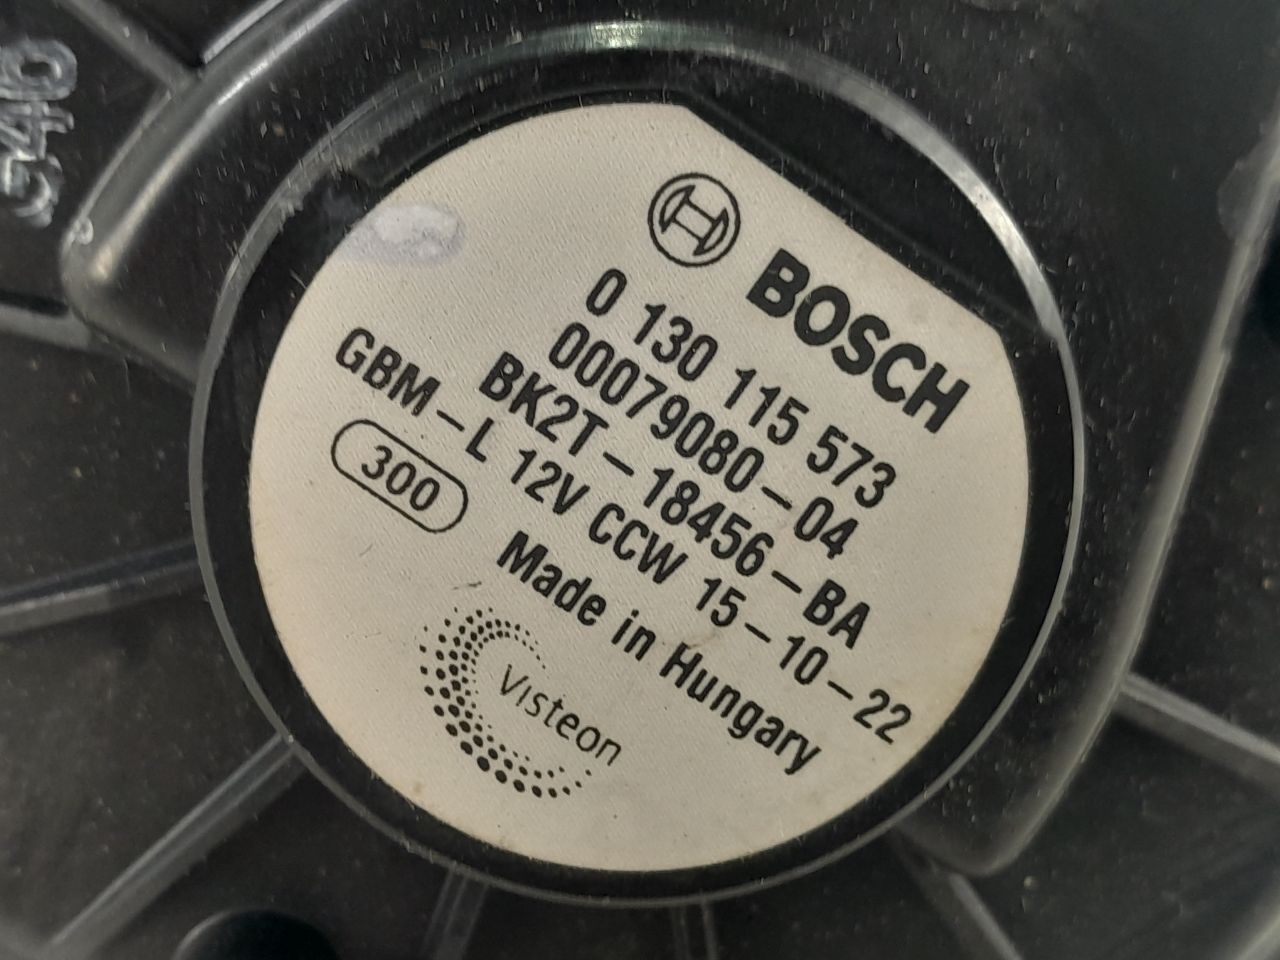 BOSCH
0 130 115 573
00079080-04
BK2T-18456-BA
GBM-L 12V CCW 15-10-22
300
Made in Hungary
Visteon